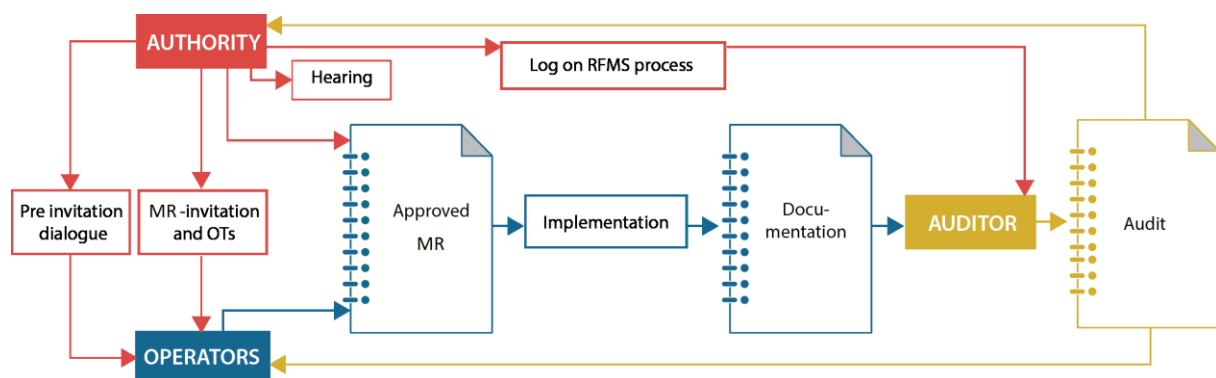 AUTHORITY
Log on RFMS process
Hearing
Pre invitation
dialogue
MR -invitation
and OTs
Approved
MR
Implementation
Docu-
mentation
AUDITOR
Audit
OPERATORS